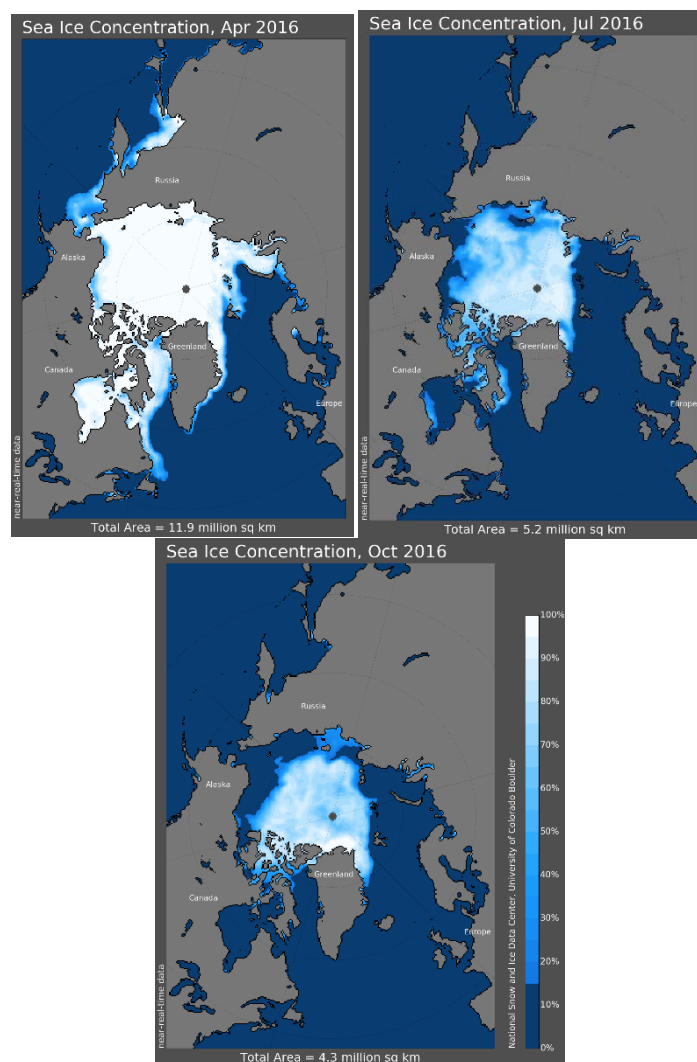 Sea Ice Concentration, Apr 2016
Russia
Alaska
Greenland
Canada
Europe
near-real-time data
Total Area = 11.9 million sq km
Sea Ice Concentration, Jul 2016
Russia
Alaska
Greenland
Canada
Europe
near-real-time data
Total Area = 5.2 million sq km
Sea Ice Concentration, Oct 2016
Russia
Alaska
Greenland
Canada
Europe
near-real-time data
Total Area = 4.3 million sq km
National Snow and Ice Data Center, University of Colorado Boulder
100%
90%
80%
70%
60%
50%
40%
30%
20%
10%
0%